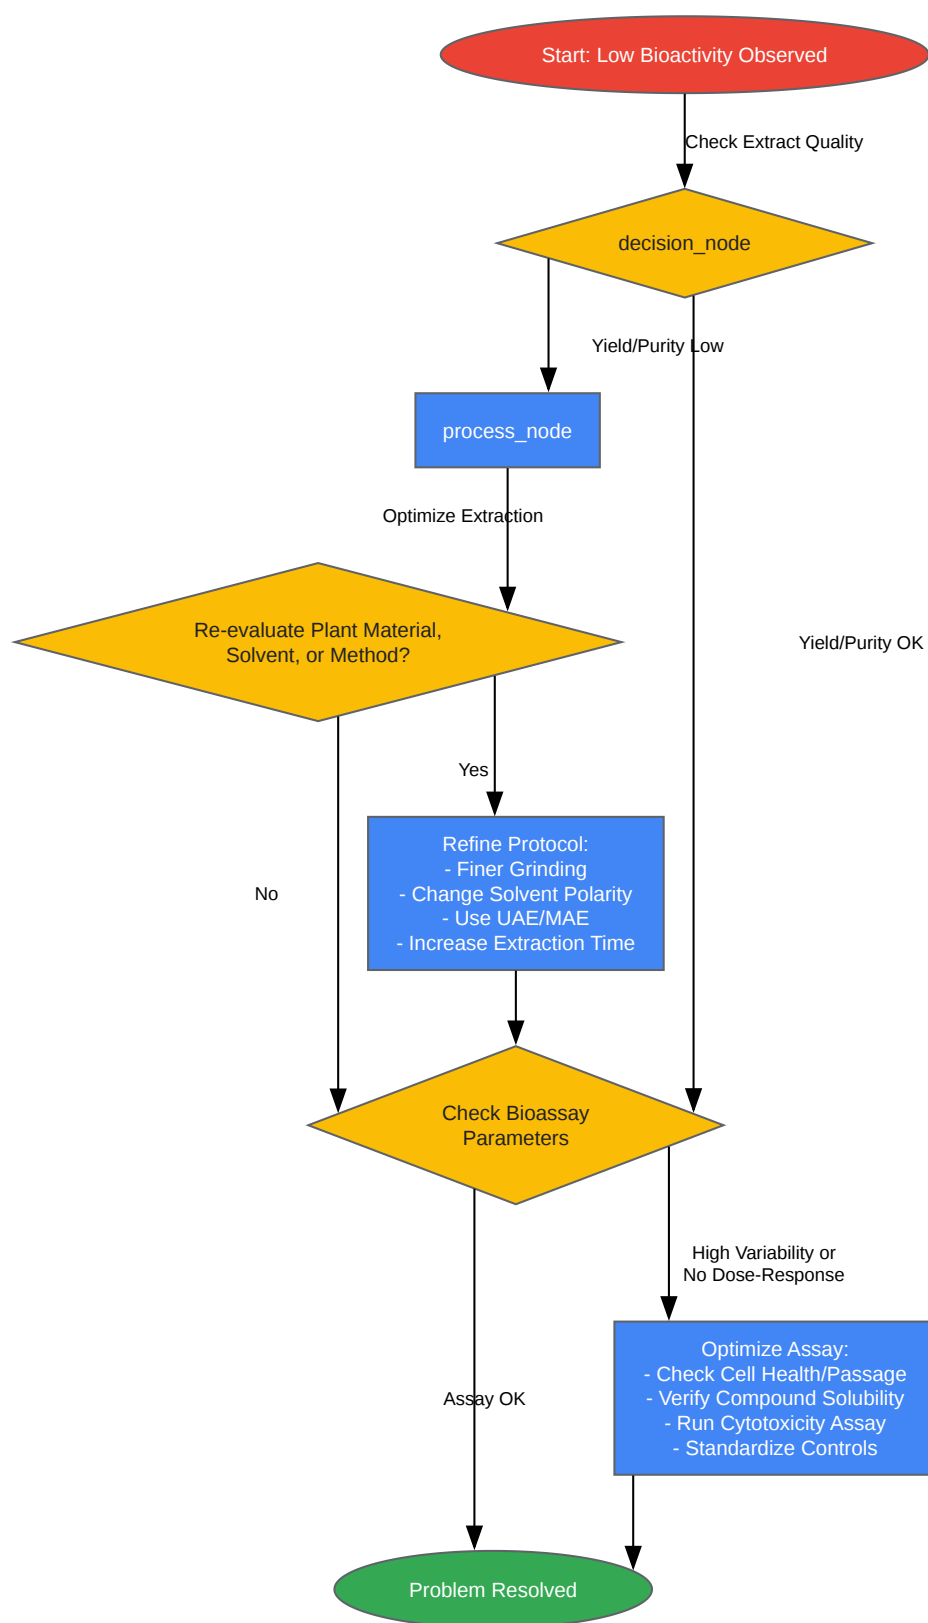 Start: Low Bioactivity Observed
Check Extract Quality
decision_node
Yield/Purity Low
process_node
Optimize Extraction
Re-evaluate Plant Material,
Solvent, or Method?
Yield/Purity OK
Yes
Refine Protocol:
- Finer Grinding
- Change Solvent Polarity
- Use UAE/MAE
- Increase Extraction Time
No
Check Bioassay
Parameters
High Variability or
No Dose-Response
Optimize Assay:
- Check Cell Health/Passage
- Verify Compound Solubility
- Run Cytotoxicity Assay
- Standardize Controls
Assay OK
Problem Resolved